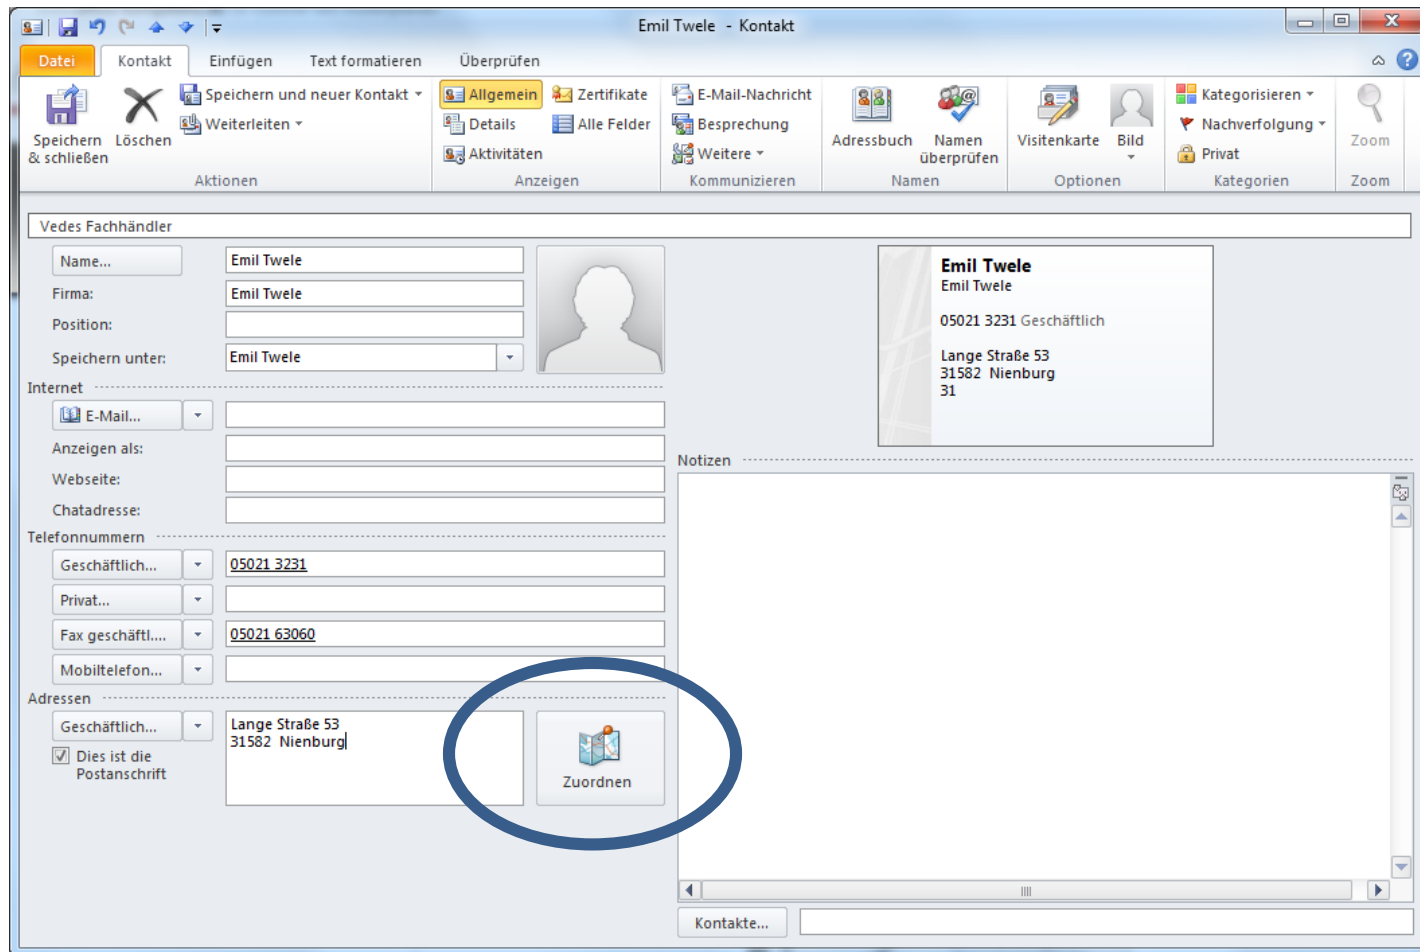 Emil Twele - Kontakt
Datei Kontakt Einfügen Text formatieren Überprüfen
Speichern & schließen
Löschen
Speichern und neuer Kontakt
Weiterleiten
Aktionen
Allgemein
Details
Aktivitäten
Zertifikate
Alle Felder
Anzeigen
E-Mail-Nachricht
Besprechung
Weitere
Kommunizieren
Adressbuch
Namen überprüfen
Namen
Visitenkarte
Bild
Optionen
Kategorisieren
Nachverfolgung
Privat
Kategorien
Zoom
Zoom
Vedes Fachhändler
Name... Emil Twele
Firma: Emil Twele
Position:
Speichern unter: Emil Twele
Internet
E-Mail...
Anzeigen als:
Webseite:
Chatadresse:
Telefonnummern
Geschäftlich... 05021 3231
Privat...
Fax geschäftl.... 05021 63060
Mobiltelefon...
Adressen
Geschäftlich... Lange Straße 53
31582 Nienburg
Dies ist die
Postanschrift
Zuordnen
Emil Twele
Emil Twele
05021 3231 Geschäftlich
Lange Straße 53
31582 Nienburg
31
Notizen
Kontakte...